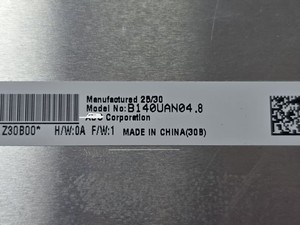 Manufactured 25/30
Model No:B140UAN04.8
AUO Corporation
Z30B00* H/W:0A F/W:1 MADE IN CHINA(30B)